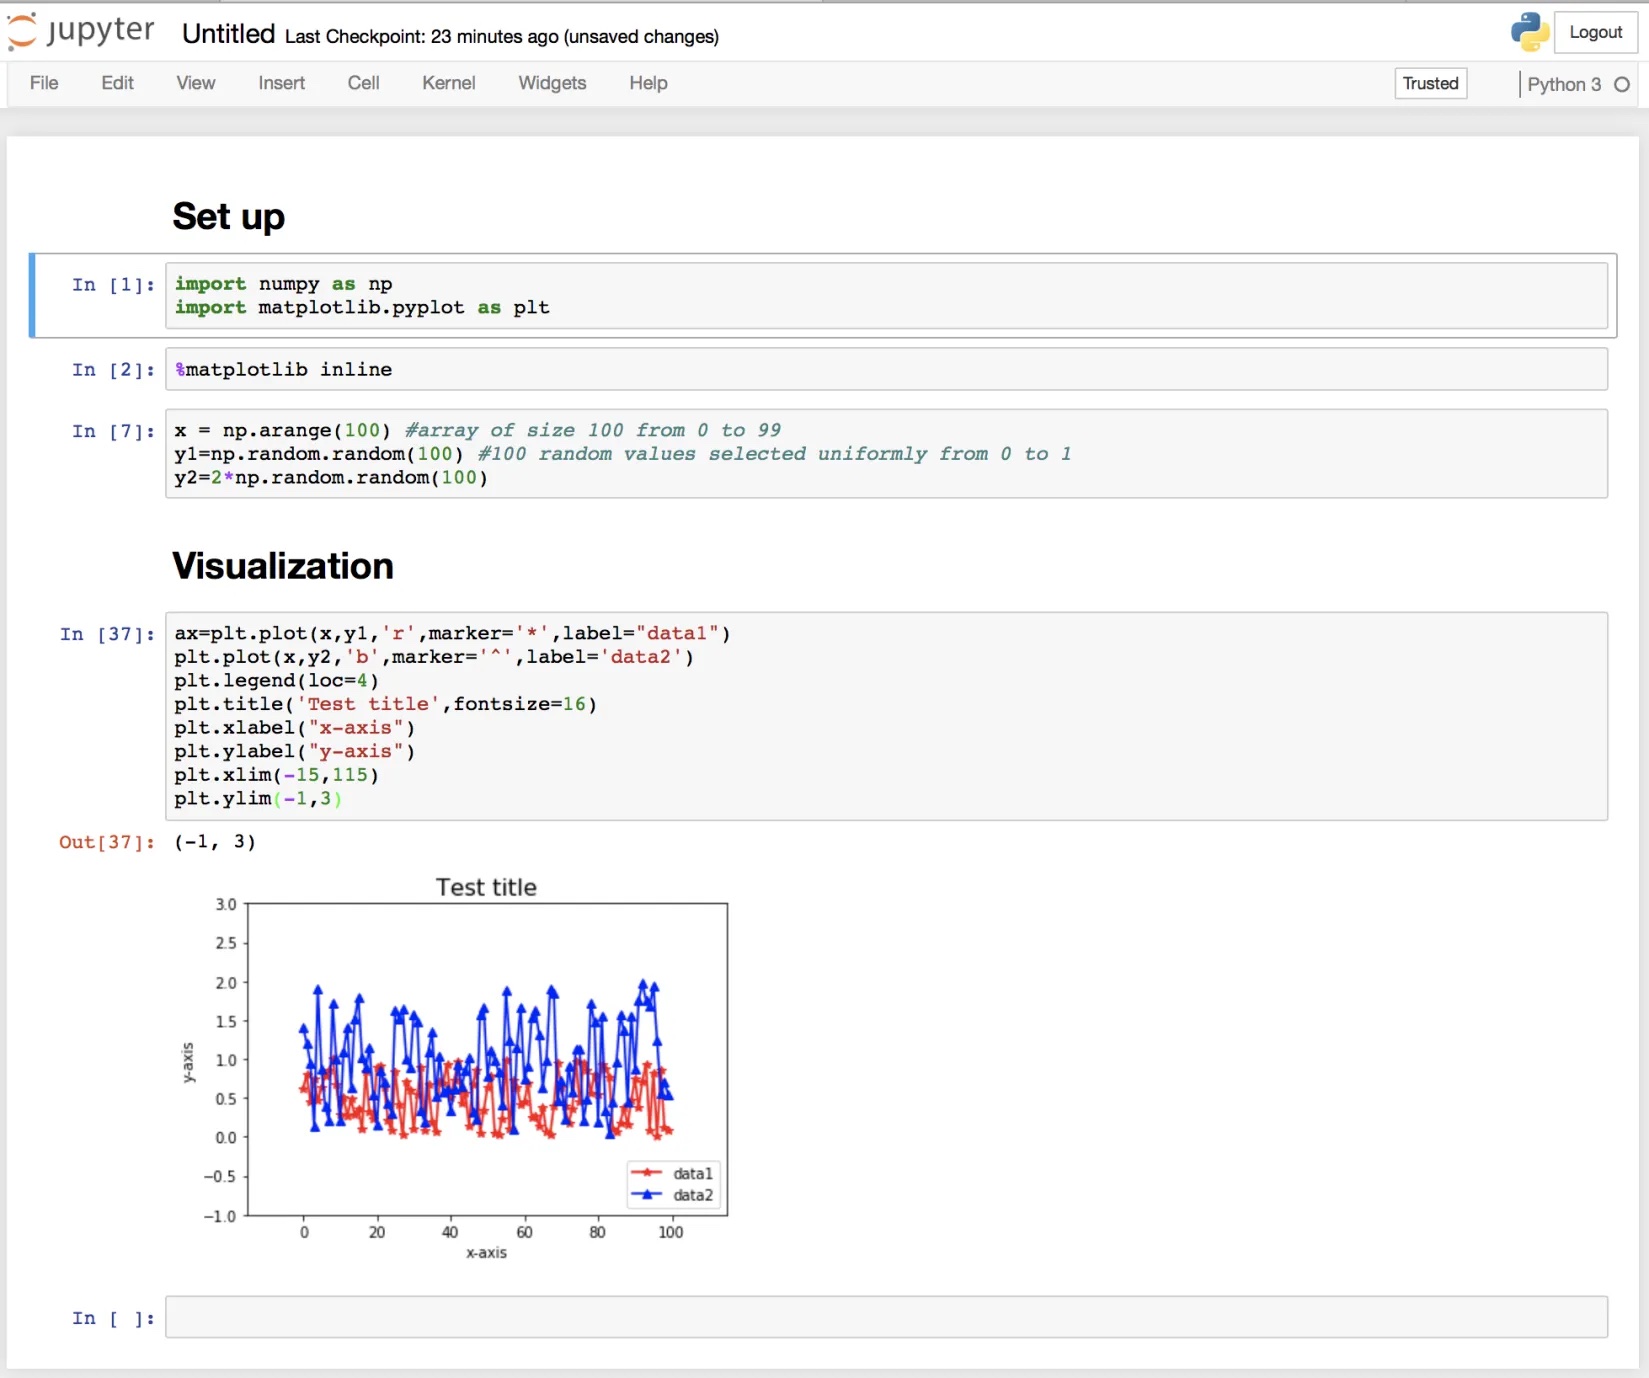 jupyter Untitled Last Checkpoint: 23 minutes ago (unsaved changes) Logout
File Edit View Insert Cell Kernel Widgets Help Trusted Python 3
Set up
In [1]: import numpy as np
import matplotlib.pyplot as plt
In [2]: %matplotlib inline
In [7]: x = np.arange(100) #array of size 100 from 0 to 99
y1=np.random.random(100) #100 random values selected uniformly from 0 to 1
y2=2*np.random.random(100)
Visualization
In [37]: ax=plt.plot(x,y1,'r',marker='*',label="data1")
plt.plot(x,y2,'b',marker='^',label='data2')
plt.legend(loc=4)
plt.title('Test title',fontsize=16)
plt.xlabel("x-axis")
plt.ylabel("y-axis")
plt.xlim(-15,115)
plt.ylim(-1,3)
Out[37]: (-1, 3)
Test title
3.0
2.5
2.0
1.5
1.0
0.5
0.0
−0.5
−1.0
y-axis
data1
data2
0 20 40 60 80 100
x-axis
In [ ]: